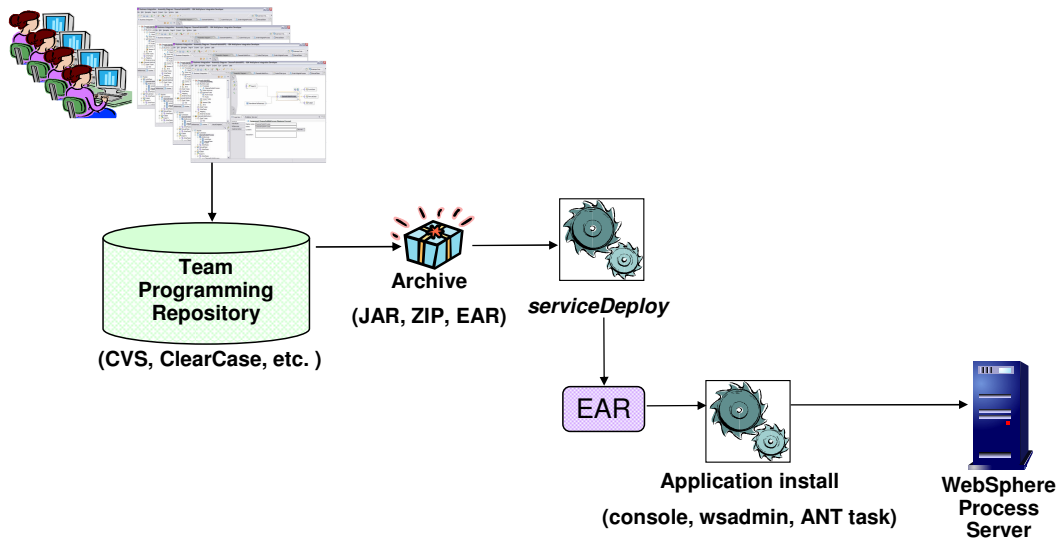 Team
Programming
Repository
(CVS, ClearCase, etc. )
Archive
(JAR, ZIP, EAR)
serviceDeploy
EAR
Application install
(console, wsadmin, ANT task)
WebSphere
Process
Server